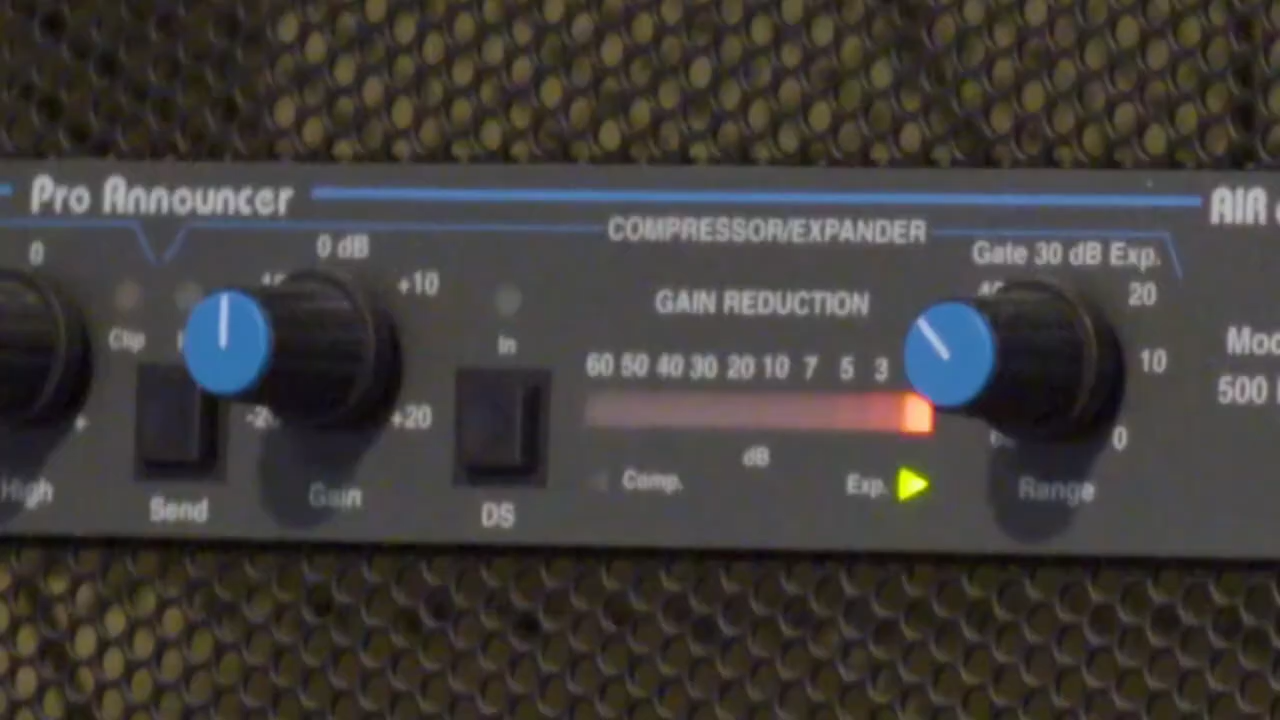 Pro Announcer
AIR
COMPRESSOR/EXPANDER
0
0 dB
+10
Gate 30 dB Exp.
40
20
GAIN REDUCTION
Clip
In
60 50 40 30 20 10 7 5 3
10
500
+
-20
+20
dB
0
High
Send
Gain
DS
Comp.
Exp.
Range